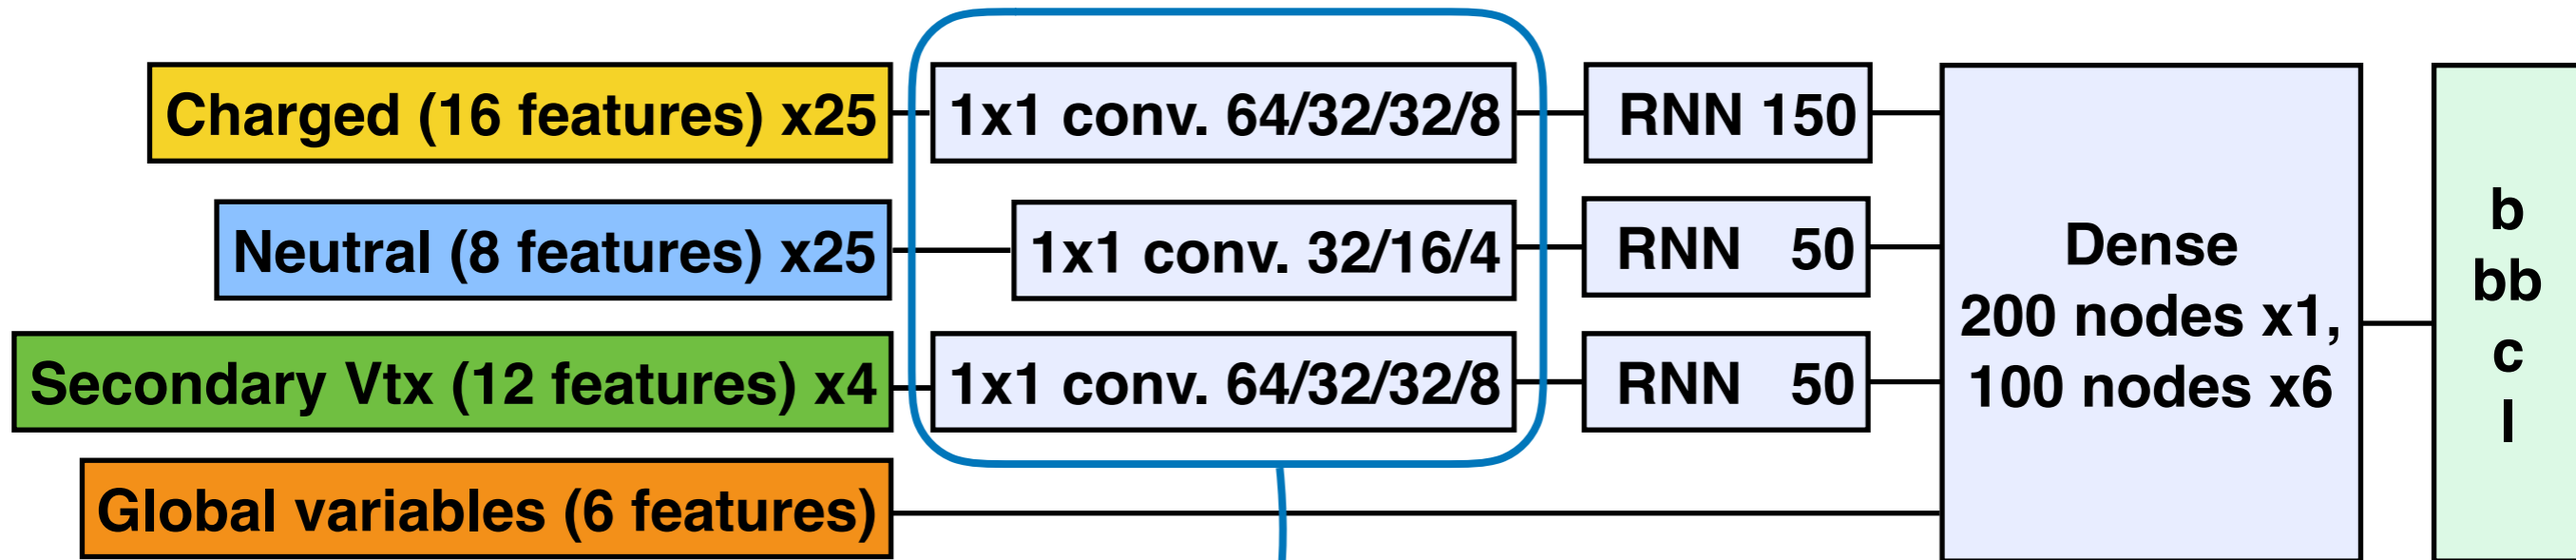 Charged (16 features) x25
1x1 conv. 64/32/32/8
RNN 150
Neutral (8 features) x25
1x1 conv. 32/16/4
RNN 50
Secondary Vtx (12 features) x4
1x1 conv. 64/32/32/8
RNN 50
Global variables (6 features)
Dense
200 nodes x1,
100 nodes x6
b
bb
c
l